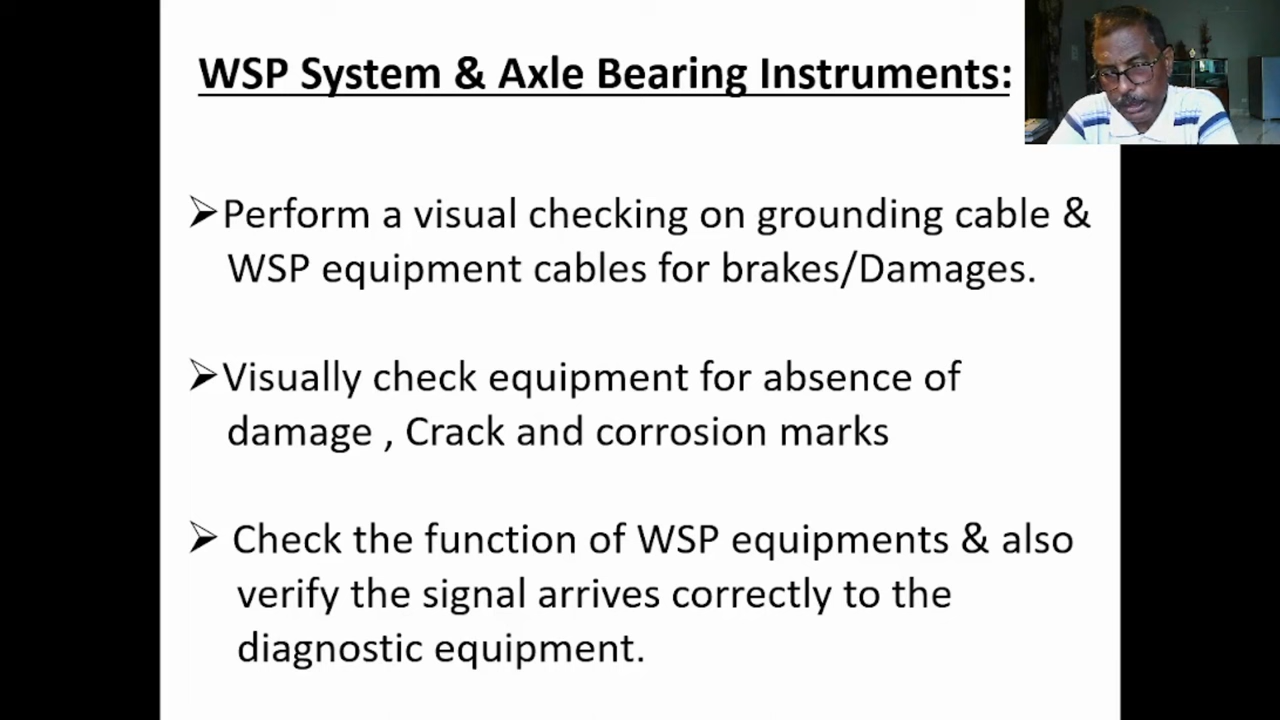 WSP System & Axle Bearing Instruments:
➢Perform a visual checking on grounding cable &
WSP equipment cables for brakes/Damages.
➢Visually check equipment for absence of
damage , Crack and corrosion marks
➢ Check the function of WSP equipments & also
verify the signal arrives correctly to the
diagnostic equipment.